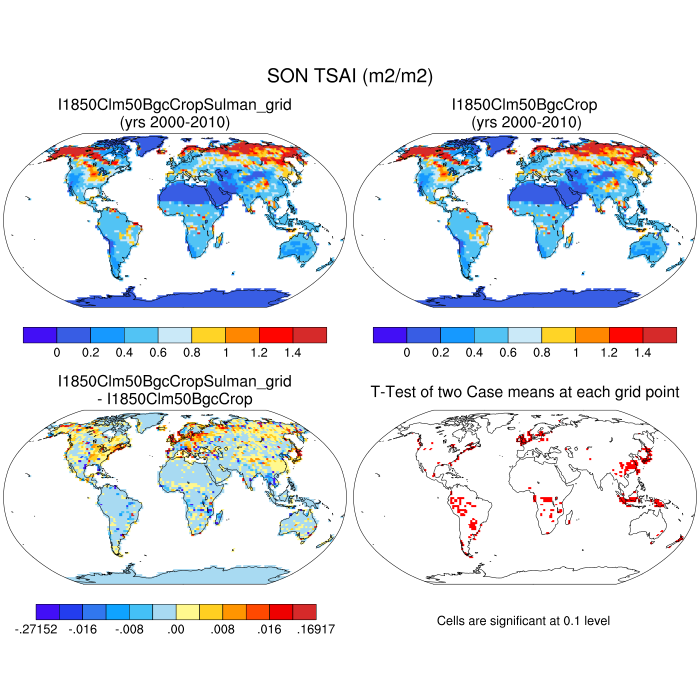 SON TSAI (m2/m2)
I1850Clm50BgcCropSulman_grid
(yrs 2000-2010)
I1850Clm50BgcCrop
(yrs 2000-2010)
0 0.2 0.4 0.6 0.8 1 1.2 1.4
0 0.2 0.4 0.6 0.8 1 1.2 1.4
I1850Clm50BgcCropSulman_grid
- I1850Clm50BgcCrop
T-Test of two Case means at each grid point
-.27152 -.016 -.008 .00 .008 .016 .16917
Cells are significant at 0.1 level